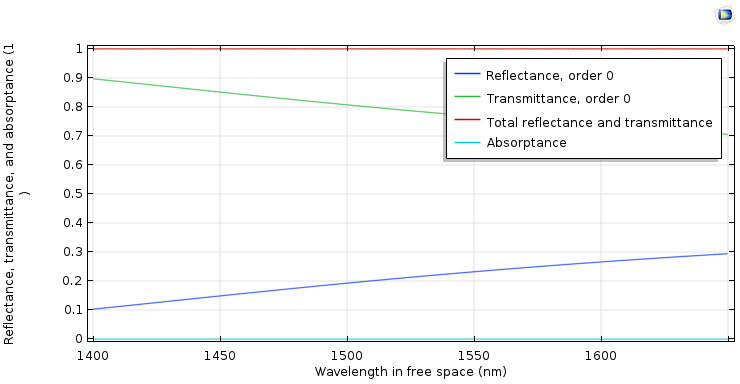 Reflectance, transmittance, and absorptance (1
)
1
0.9
0.8
0.7
0.6
0.5
0.4
0.3
0.2
0.1
0
Reflectance, order 0
Transmittance, order 0
Total reflectance and transmittance
Absorptance
1400 1450 1500 1550 1600
Wavelength in free space (nm)